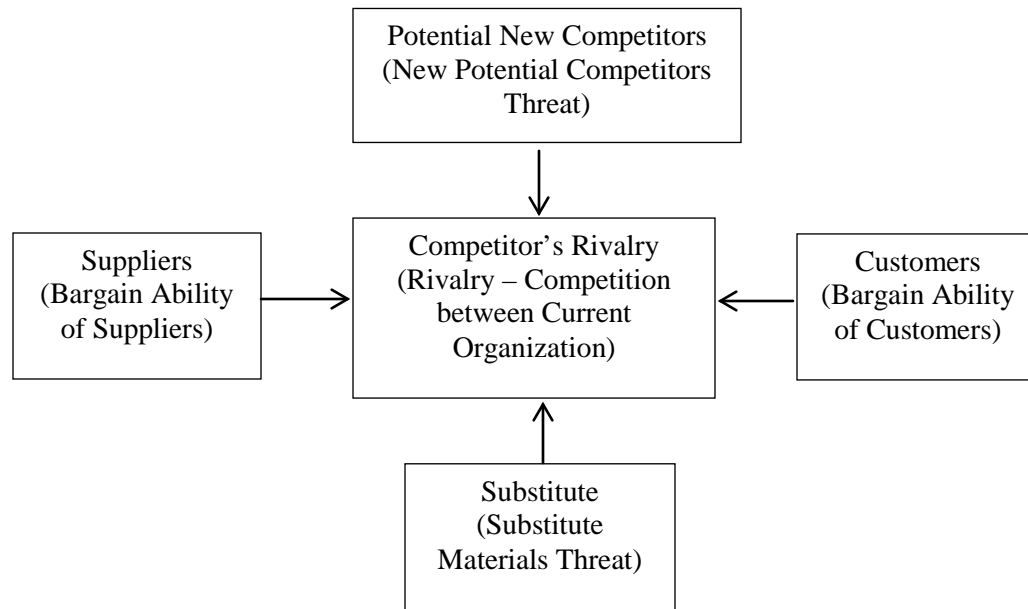 Potential New Competitors
(New Potential Competitors
Threat)
Suppliers
(Bargain Ability
of Suppliers)
Competitor’s Rivalry
(Rivalry – Competition
between Current
Organization)
Customers
(Bargain Ability
of Customers)
Substitute
(Substitute
Materials Threat)